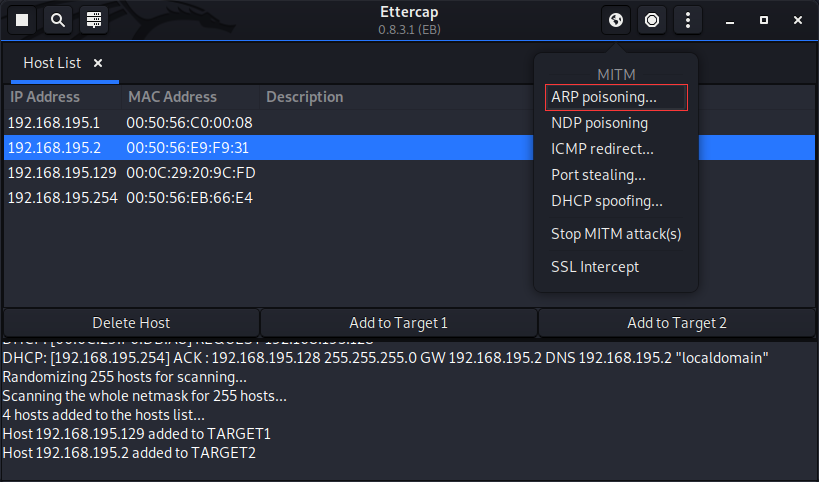 Ettercap
0.8.3.1 (EB)
Host List
IP Address MAC Address Description
192.168.195.1 00:50:56:C0:00:08
192.168.195.2 00:50:56:E9:F9:31
192.168.195.129 00:0C:29:20:9C:FD
192.168.195.254 00:50:56:EB:66:E4
MITM
ARP poisoning...
NDP poisoning
ICMP redirect...
Port stealing...
DHCP spoofing...
Stop MITM attack(s)
SSL Intercept
Delete Host Add to Target 1 Add to Target 2
DHCP: [192.168.195.254] ACK : 192.168.195.128 255.255.255.0 GW 192.168.195.2 DNS 192.168.195.2 "localdomain"
Randomizing 255 hosts for scanning...
Scanning the whole netmask for 255 hosts...
4 hosts added to the hosts list...
Host 192.168.195.129 added to TARGET1
Host 192.168.195.2 added to TARGET2